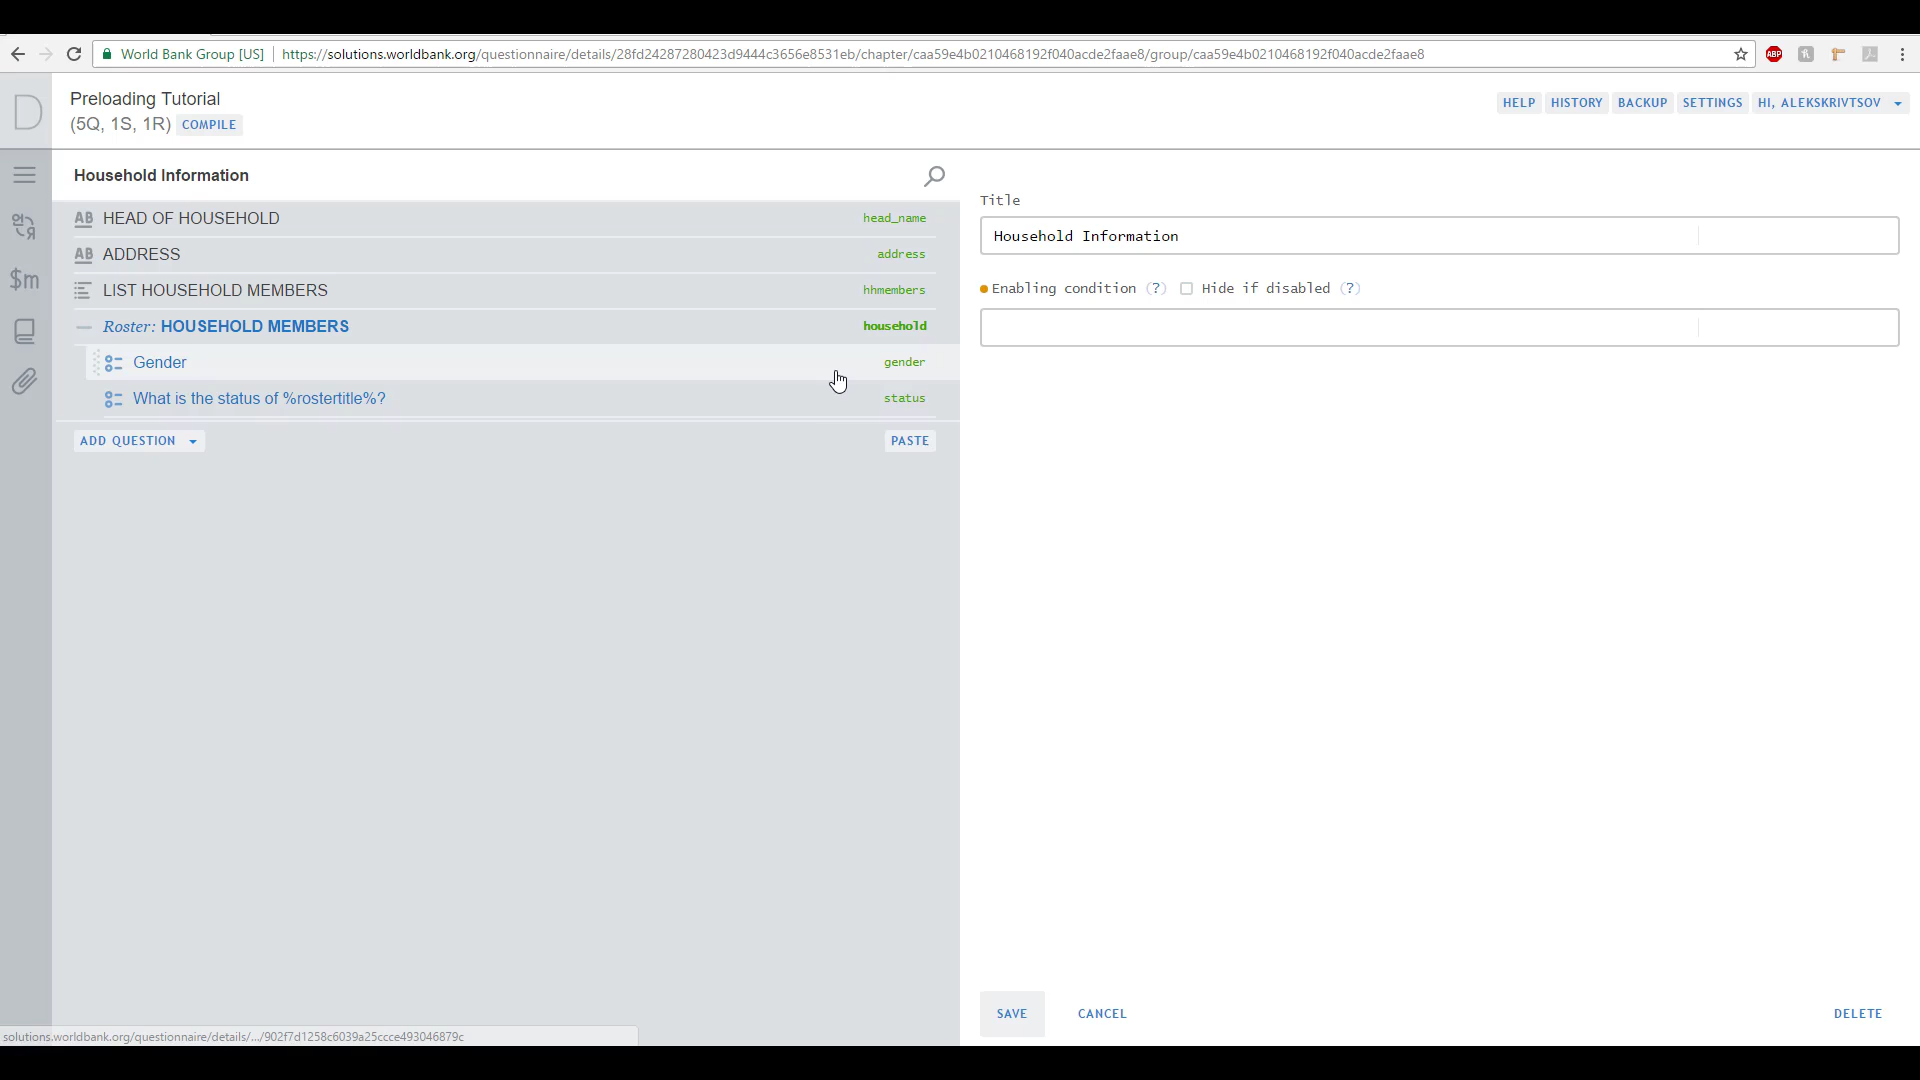 World Bank Group [US] https://solutions.worldbank.org/questionnaire/details/28fd24287280423d9444c3656e8531eb/chapter/caa59e4b0210468192f040acde2faae8/group/caa59e4b0210468192f040acde2faae8
ABP
D
Preloading Tutorial
(5Q, 1S, 1R) COMPILE
HELP HISTORY BACKUP SETTINGS HI, ALEKSKRIVTSOV
$m
Household Information
AB HEAD OF HOUSEHOLD head_name
AB ADDRESS address
LIST HOUSEHOLD MEMBERS hhmembers
Roster: HOUSEHOLD MEMBERS household
Gender gender
What is the status of %rostertitle%? status
ADD QUESTION PASTE
Title
Household Information
Enabling condition (?) Hide if disabled (?)
SAVE CANCEL DELETE
solutions.worldbank.org/questionnaire/details/.../902f7d1258c6039a25ccce493046879c